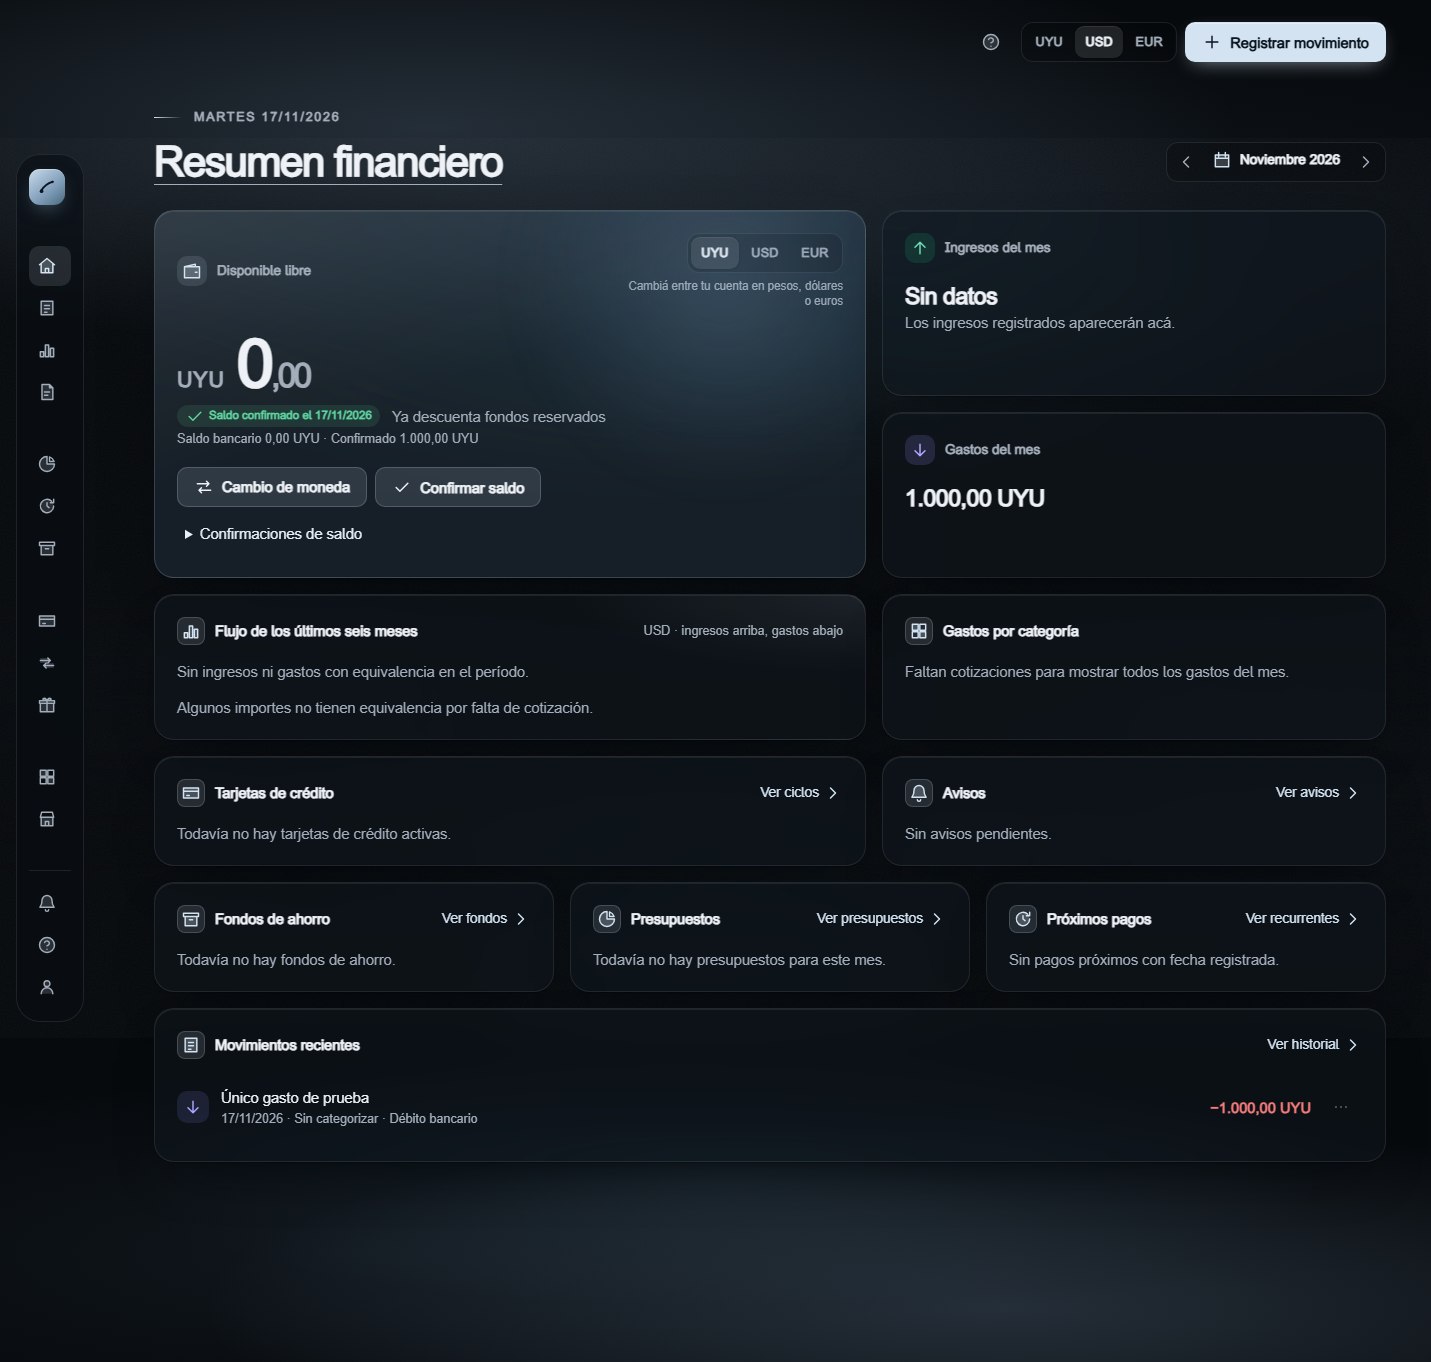 UYU USD EUR
Registrar movimiento
MARTES 17/11/2026
Resumen financiero
Noviembre 2026
Disponible libre
UYU USD EUR
Cambiá entre tu cuenta en pesos, dólares
o euros
UYU 0,00
Saldo confirmado el 17/11/2026
Ya descuenta fondos reservados
Saldo bancario 0,00 UYU · Confirmado 1.000,00 UYU
Cambio de moneda
Confirmar saldo
Confirmaciones de saldo
Ingresos del mes
Sin datos
Los ingresos registrados aparecerán acá.
Gastos del mes
1.000,00 UYU
Flujo de los últimos seis meses
USD · ingresos arriba, gastos abajo
Sin ingresos ni gastos con equivalencia en el período.
Algunos importes no tienen equivalencia por falta de cotización.
Gastos por categoría
Faltan cotizaciones para mostrar todos los gastos del mes.
Tarjetas de crédito
Ver ciclos
Todavía no hay tarjetas de crédito activas.
Avisos
Ver avisos
Sin avisos pendientes.
Fondos de ahorro
Ver fondos
Todavía no hay fondos de ahorro.
Presupuestos
Ver presupuestos
Todavía no hay presupuestos para este mes.
Próximos pagos
Ver recurrentes
Sin pagos próximos con fecha registrada.
Movimientos recientes
Ver historial
Único gasto de prueba
17/11/2026 · Sin categorizar · Débito bancario
−1.000,00 UYU